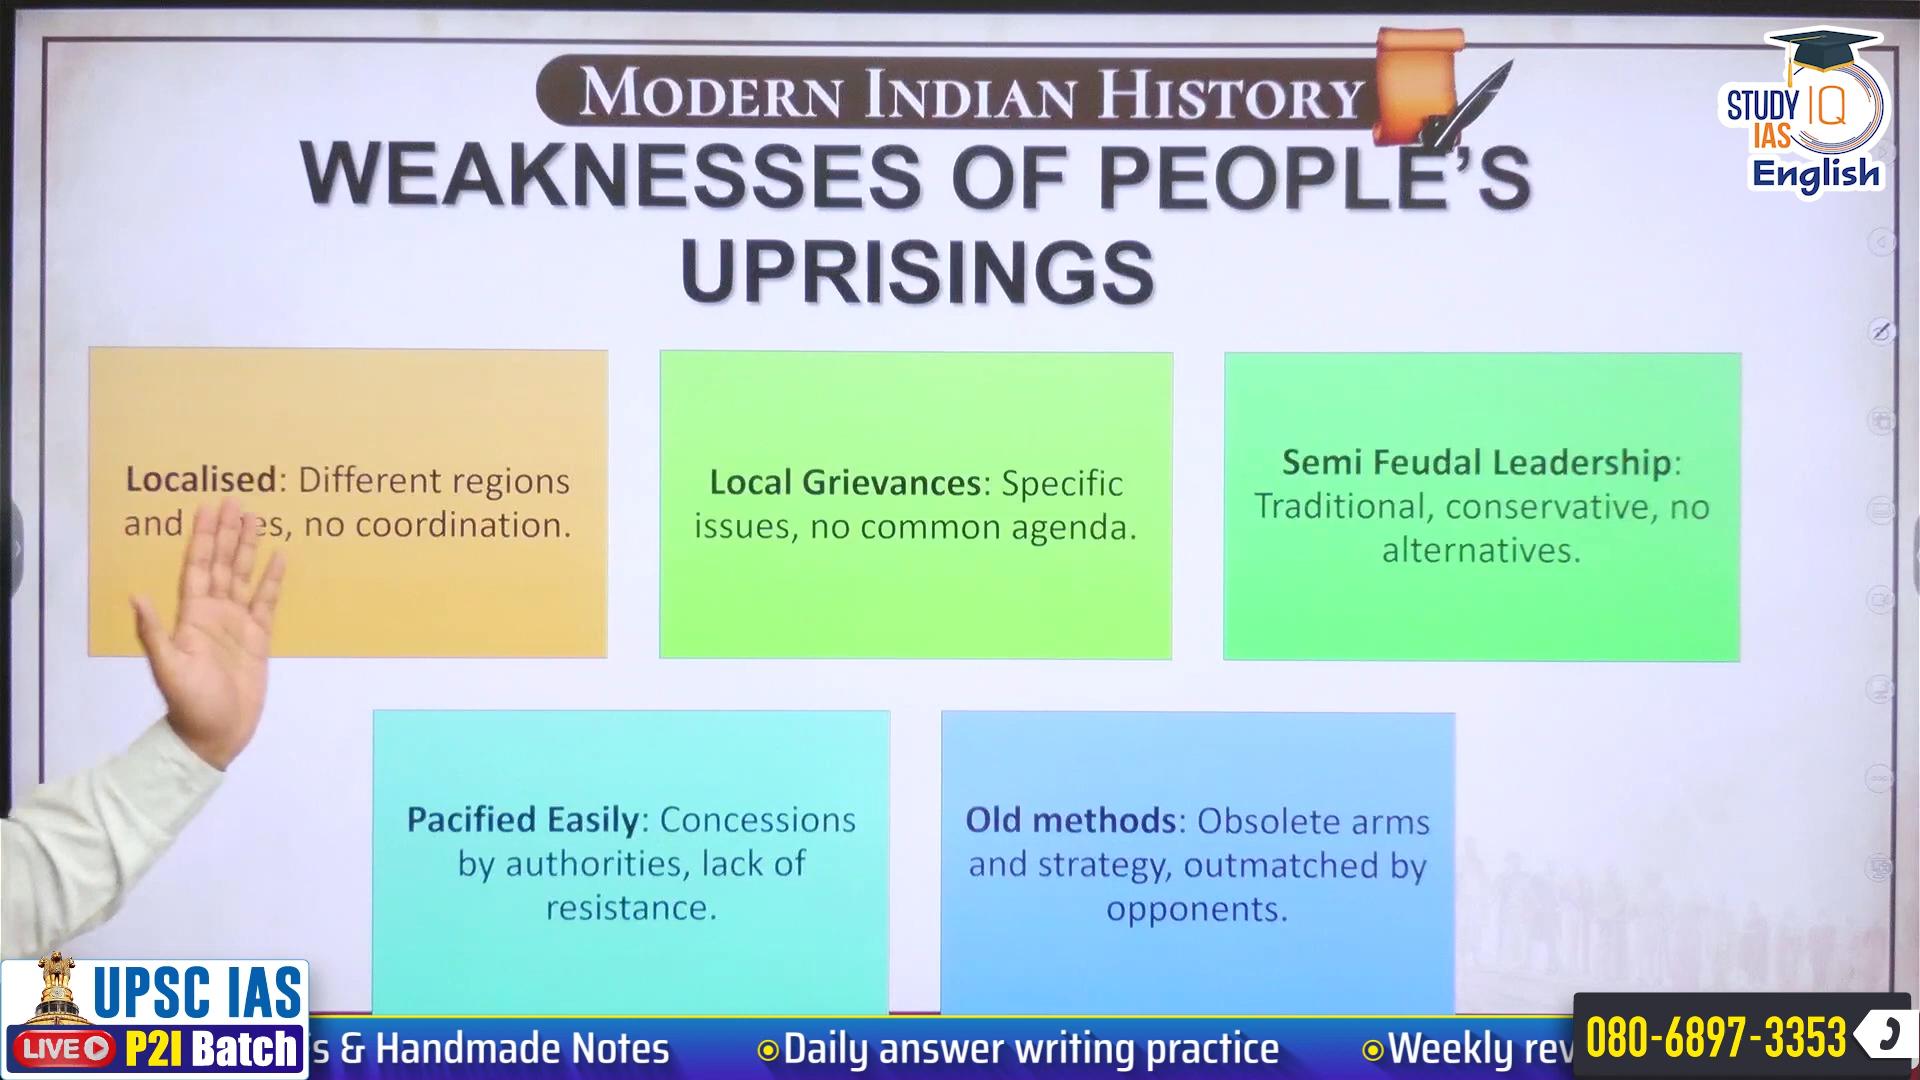 MODERN INDIAN HISTORY
WEAKNESSES OF PEOPLE'S
UPRISINGS
STUDY IQ
IAS
English
Localised: Different regions
and es, no coordination.
Local Grievances: Specific
issues, no common agenda.
Semi Feudal Leadership:
Traditional, conservative, no
alternatives.
Pacified Easily: Concessions
by authorities, lack of
resistance.
Old methods: Obsolete arms
and strategy, outmatched by
opponents.
UPSC IAS
LIVE P2I Batch
s & Handmade Notes
Daily answer writing practice
Weekly rev
080-6897-3353